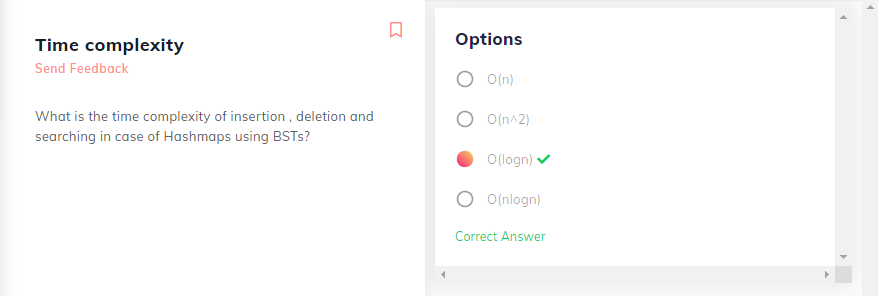 Time complexity
Send Feedback
What is the time complexity of insertion , deletion and
searching in case of Hashmaps using BSTs?
Options
O(n)
O(n^2)
O(logn)
O(nlogn)
Correct Answer